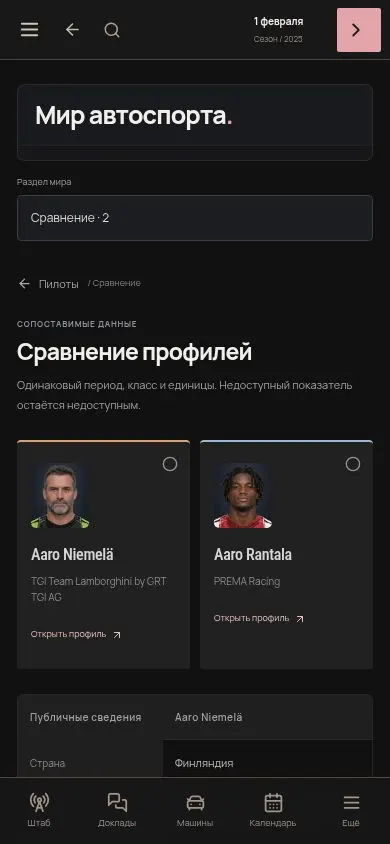 1 февраля
Сезон / 2025
Мир автоспорта.
Раздел мира
Сравнение · 2
Пилоты / Сравнение
СОПОСТАВИМЫЕ ДАННЫЕ
Сравнение профилей
Одинаковый период, класс и единицы. Недоступный показатель
остаётся недоступным.
Aaro Niemelä
TGI Team Lamborghini by GRT
TGI AG
Открыть профиль
Aaro Rantala
PREMA Racing
Открыть профиль
Публичные сведения Aaro Niemelä
Страна Финляндия
Штаб Доклады Машины Календарь Ещё